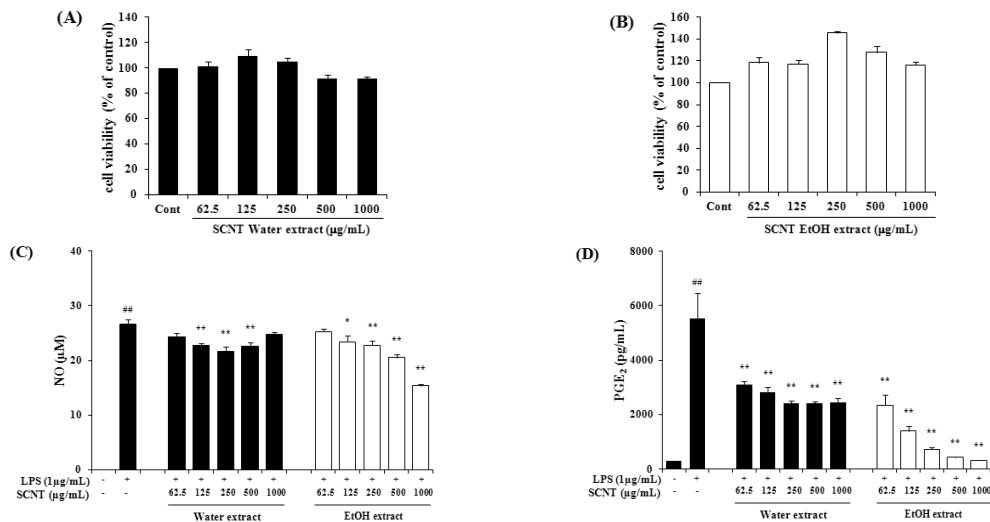 (A)
cell viability (% of control)
140
120
100
80
60
40
20
0
Cont 62.5 125 250 500 1000
SCNT Water extract (μg/mL)
(B)
cell viability (% of control)
160
140
120
100
80
60
40
20
0
Cont 62.5 125 250 500 1000
SCNT EtOH extract (μg/mL)
(C)
NO (μM)
40
30
20
10
0
##
** ** **
* ** ** **
LPS (1μg/mL) - + + + + + + + + + + +
SCNT (μg/mL) - - 62.5 125 250 500 1000 62.5 125 250 500 1000
Water extract EtOH extract
(D)
PGE₂ (pg/mL)
8000
6000
4000
2000
0
##
** ** ** ** **
** ** ** ** **
LPS (1μg/mL) - + + + + + + + + + + +
SCNT (μg/mL) - - 62.5 125 250 500 1000 62.5 125 250 500 1000
Water extract EtOH extract